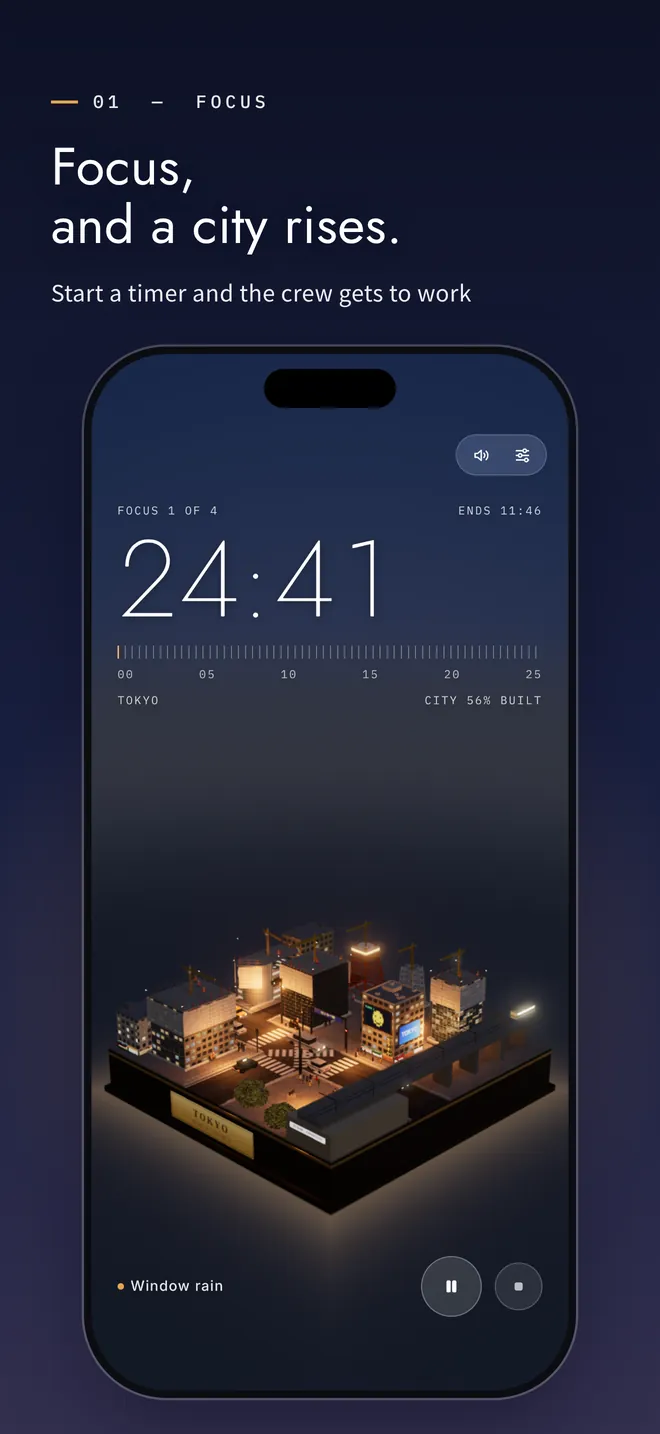 01 — FOCUS
Focus,
and a city rises.
Start a timer and the crew gets to work
FOCUS 1 OF 4
ENDS 11:46
24:41
00 05 10 15 20 25
TOKYO
CITY 56% BUILT
TOKYO
TOKYO
Window rain